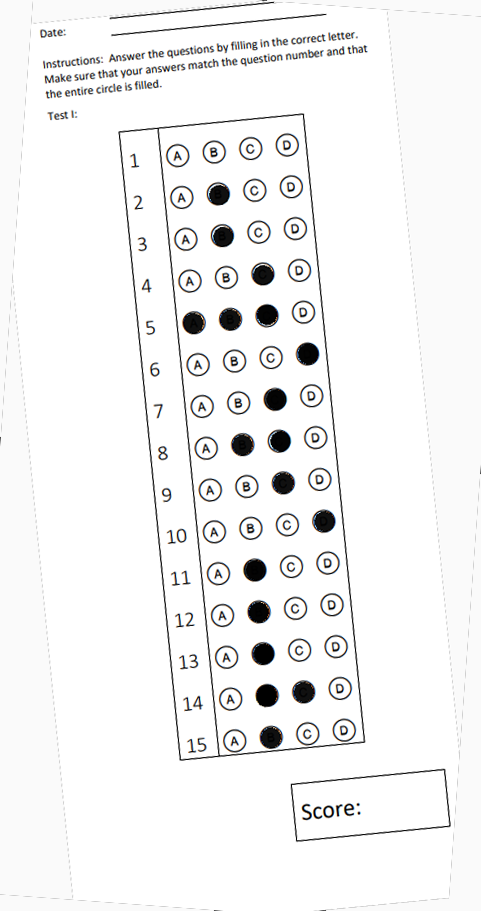 Date:
Instructions: Answer the questions by filling in the correct letter.
Make sure that your answers match the question number and that
the entire circle is filled.
Test I:
1 A B C D
2 A B C D
3 A B C D
4 A B D
5 A B D
6 A B C
7 A B D
8 A D
9 A B C D
10 A B C D
11 A C D
12 A C D
13 A C D
14 A C D
15 A B C D
Score: